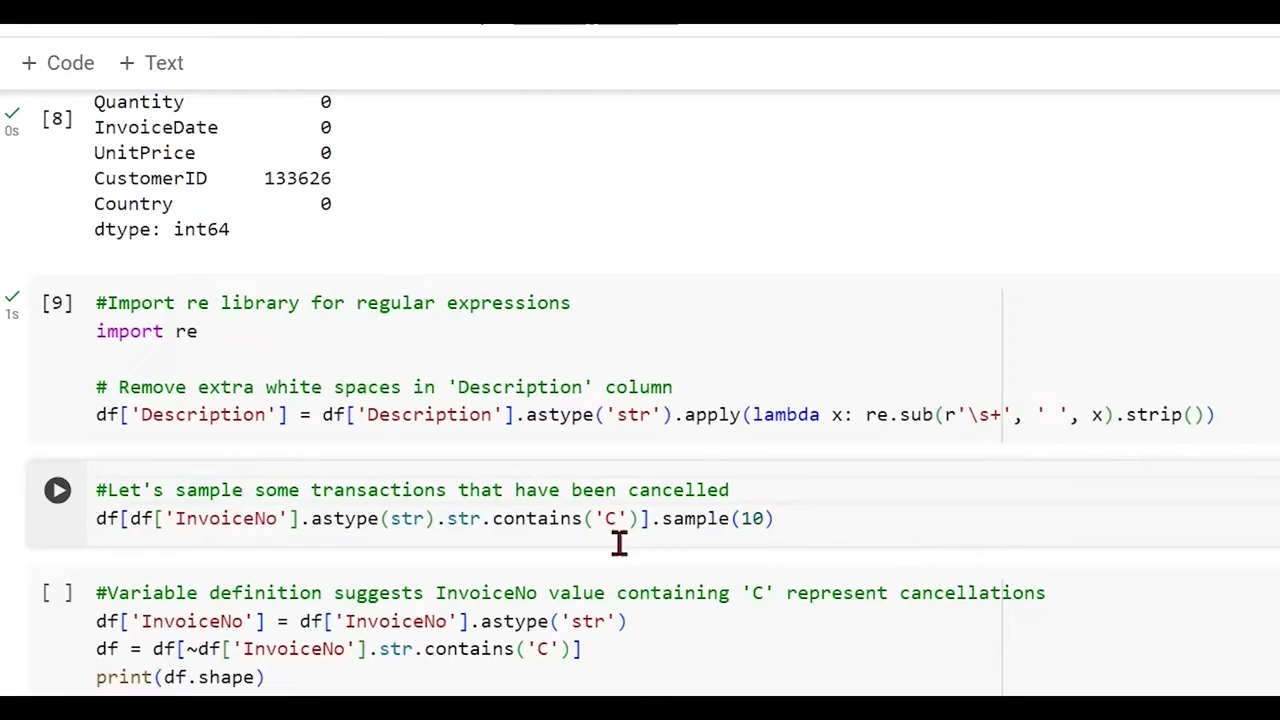 + Code + Text
[8]
0s
Quantity 0
InvoiceDate 0
UnitPrice 0
CustomerID 133626
Country 0
dtype: int64
[9]
1s
#Import re library for regular expressions
import re
# Remove extra white spaces in 'Description' column
df['Description'] = df['Description'].astype('str').apply(lambda x: re.sub(r'\s+', ' ', x).strip())
#Let's sample some transactions that have been cancelled
df[df['InvoiceNo'].astype(str).str.contains('C')].sample(10)
[ ]
#Variable definition suggests InvoiceNo value containing 'C' represent cancellations
df['InvoiceNo'] = df['InvoiceNo'].astype('str')
df = df[~df['InvoiceNo'].str.contains('C')]
print(df.shape)